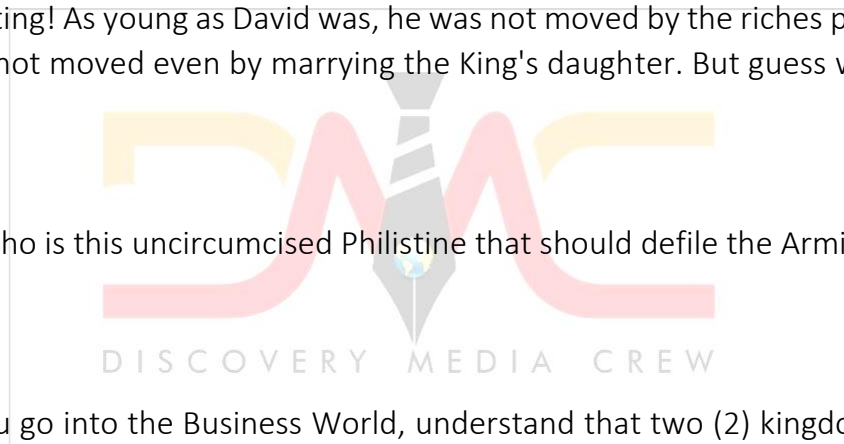 ting! As young as David was, he was not moved by the riches p
not moved even by marrying the King's daughter. But guess w
ho is this uncircumcised Philistine that should defile the Armi
DISCOVERY MEDIA CREW
u go into the Business World, understand that two (2) kingdo